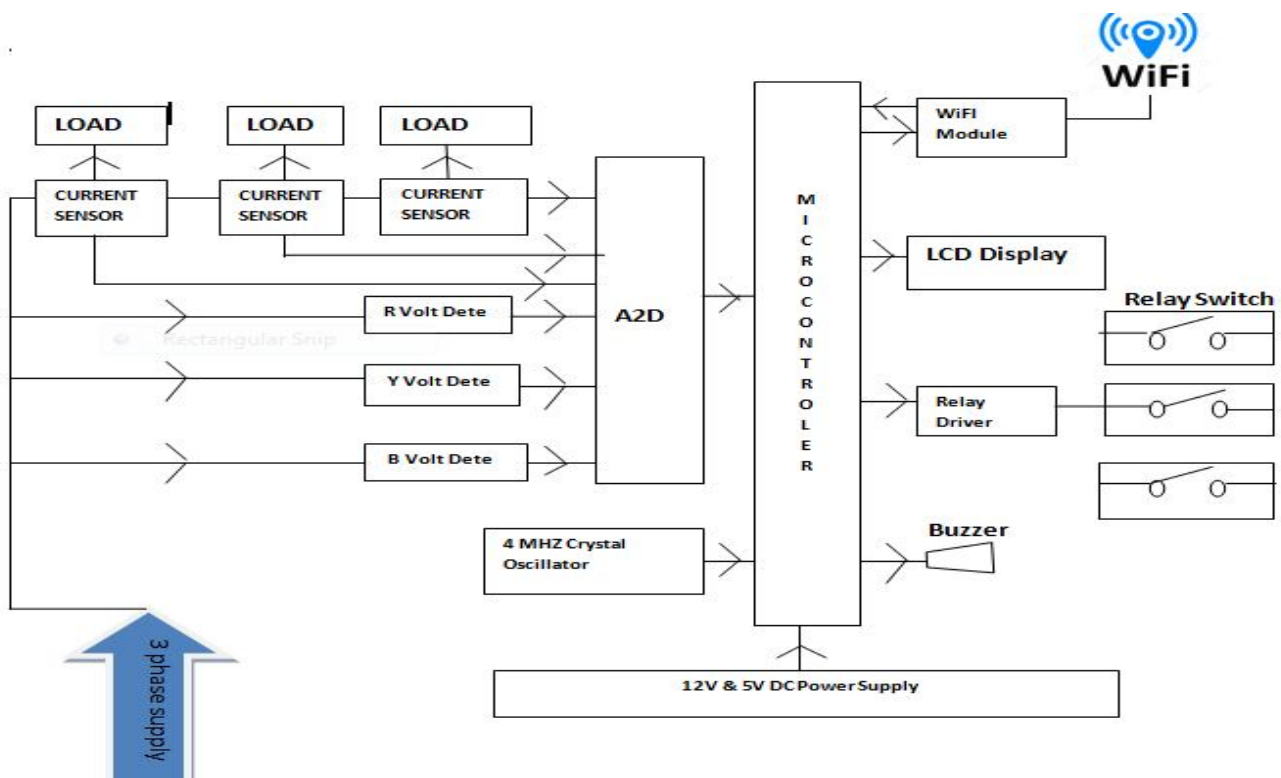 WiFi
LOAD
LOAD
LOAD
WiFI
Module
CURRENT
SENSOR
CURRENT
SENSOR
CURRENT
SENSOR
M
I
C
R
O
C
O
N
T
R
O
L
E
R
LCD Display
R Volt Dete
A2D
Relay Switch
Rectangular Snip
Y Volt Dete
Relay
Driver
B Volt Dete
4 MHZ Crystal
Oscillator
Buzzer
3 phase supply
12V & 5V DC Power Supply